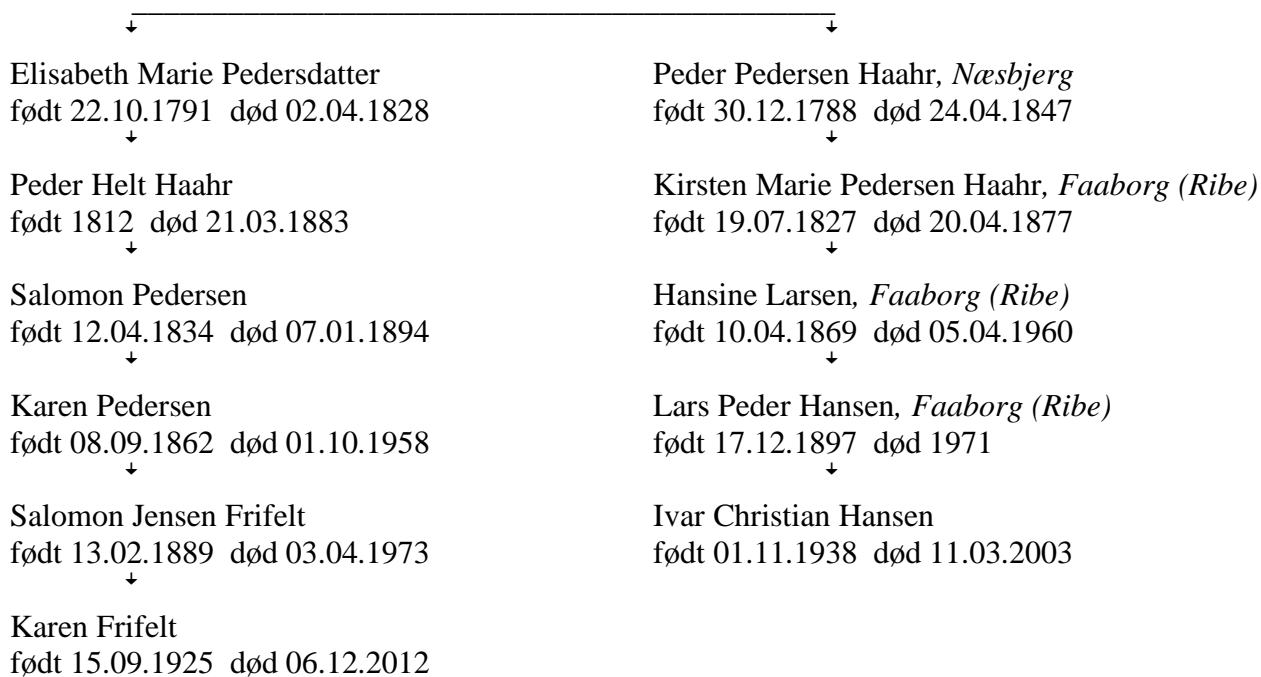 Elisabeth Marie Pedersdatter
født 22.10.1791 død 02.04.1828
Peder Helt Haahr
født 1812 død 21.03.1883
Salomon Pedersen
født 12.04.1834 død 07.01.1894
Karen Pedersen
født 08.09.1862 død 01.10.1958
Salomon Jensen Frifelt
født 13.02.1889 død 03.04.1973
Karen Frifelt
født 15.09.1925 død 06.12.2012
Peder Pedersen Haahr, Næsbjerg
født 30.12.1788 død 24.04.1847
Kirsten Marie Pedersen Haahr, Faaborg (Ribe)
født 19.07.1827 død 20.04.1877
Hansine Larsen, Faaborg (Ribe)
født 10.04.1869 død 05.04.1960
Lars Peder Hansen, Faaborg (Ribe)
født 17.12.1897 død 1971
Ivar Christian Hansen
født 01.11.1938 død 11.03.2003